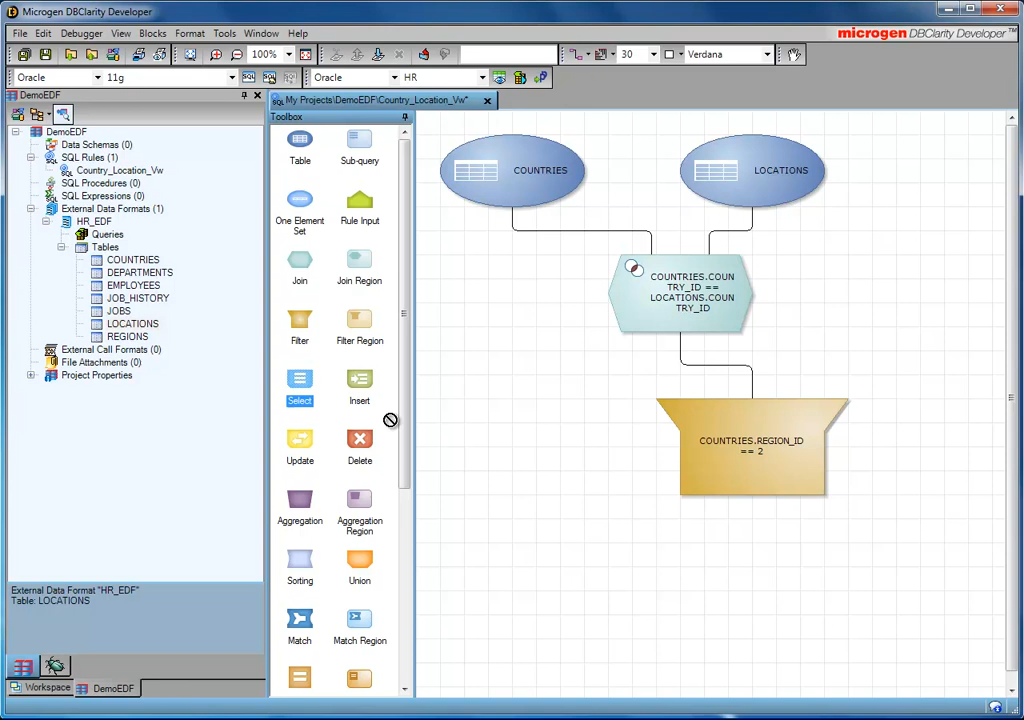 Microgen DBClarity Developer
File Edit Debugger View Blocks Format Tools Window Help
microgen DBClarity Developer™
100% 30 Verdana
Oracle 11g SQL SQL Oracle HR
DemoEDF
My Projects\DemoEDF\Country_Location_Vw*
Toolbox
DemoEDF
Data Schemas (0)
SQL Rules (1)
Country_Location_Vw
SQL Procedures (0)
SQL Expressions (0)
External Data Formats (1)
HR_EDF
Queries
Tables
COUNTRIES
DEPARTMENTS
EMPLOYEES
JOB_HISTORY
JOBS
LOCATIONS
REGIONS
External Call Formats (0)
File Attachments (0)
Project Properties
External Data Format "HR_EDF"
Table: LOCATIONS
Workspace DemoEDF
Table Sub-query
One Element
Set
Rule Input
Join Join Region
Filter Filter Region
Select Insert
Update Delete
Aggregation Aggregation
Region
Sorting Union
Match Match Region
COUNTRIES
LOCATIONS
COUNTRIES.COUN
TRY_ID ==
LOCATIONS.COUN
TRY_ID
COUNTRIES.REGION_ID
== 2